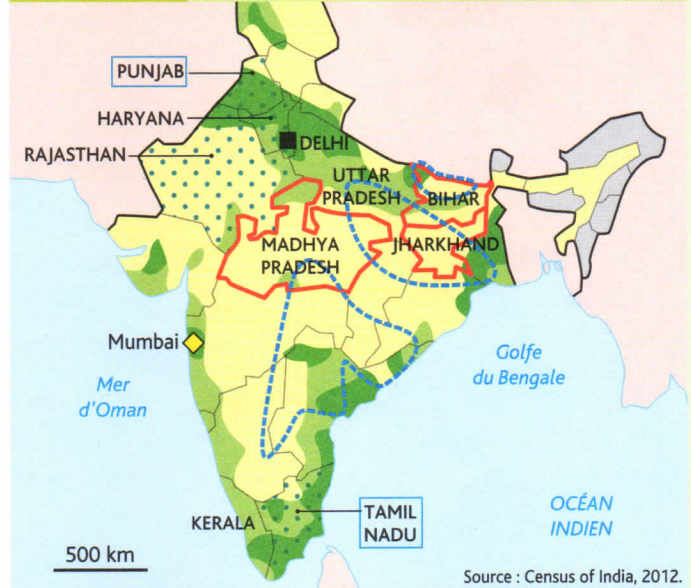 PUNJAB
HARYANA
DELHI
RAJASTHAN
UTTAR
PRADESH
BIHAR
MADHYA
PRADESH
JHARKHAND
Mumbai
Golfe
du Bengale
Mer
d'Oman
KERALA
TAMIL
NADU
OCÉAN
INDIEN
500 km
Source : Census of India, 2012.